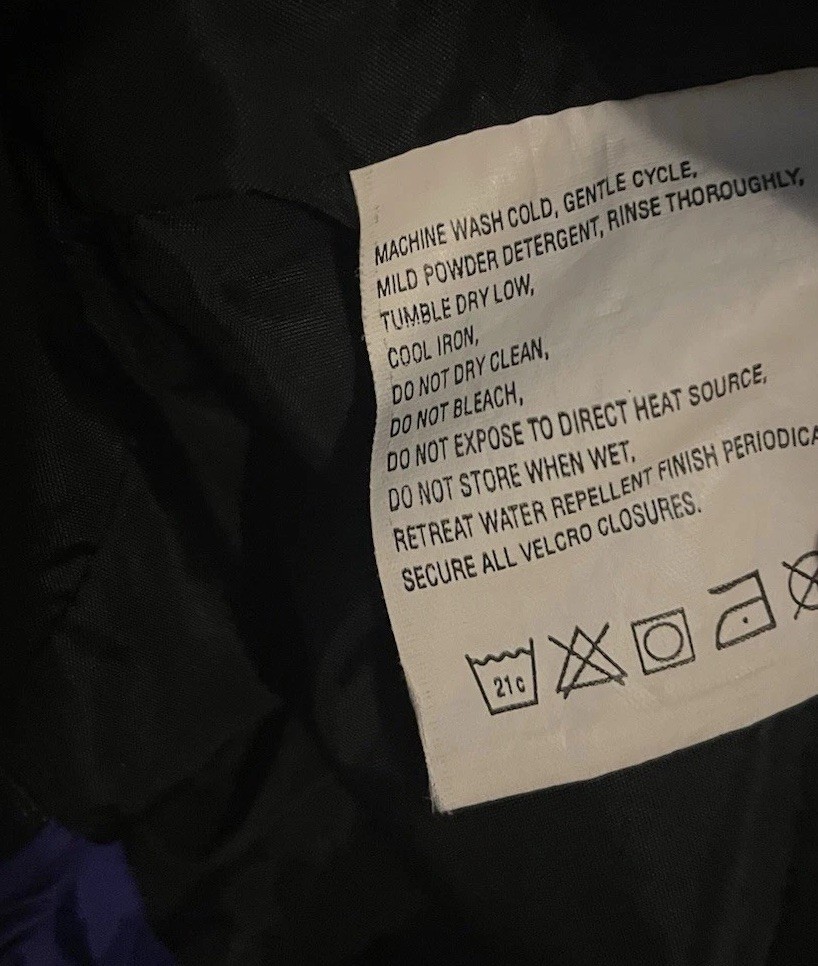 MACHINE WASH COLD, GENTLE CYCLE,
MILD POWDER DETERGENT, RINSE THOROUGHLY,
TUMBLE DRY LOW,
COOL IRON,
DO NOT DRY CLEAN,
DO NOT BLEACH,
DO NOT EXPOSE TO DIRECT HEAT SOURCE,
DO NOT STORE WHEN WET,
RETREAT WATER REPELLENT FINISH PERIODICA
SECURE ALL VELCRO CLOSURES.
21c